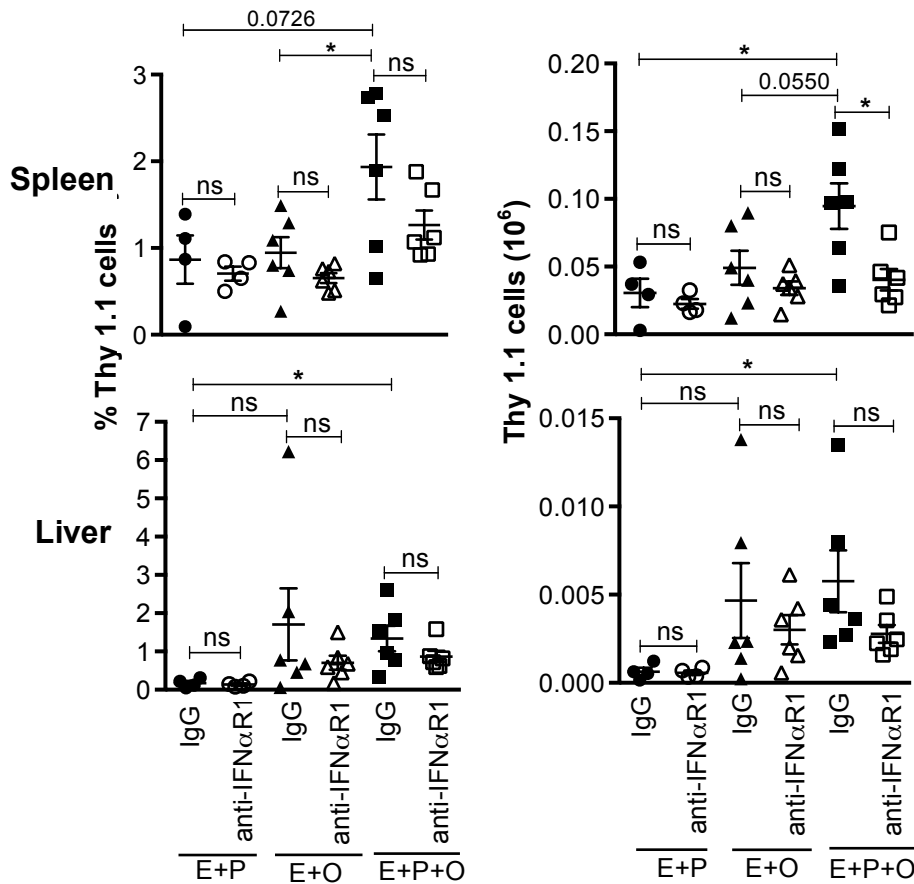 0.0726
*
ns
3
2
1
0
ns
ns
Spleen
% Thy 1.1 cells
*
0.0550
*
0.20
0.15
0.10
0.05
0.00
ns
ns
Thy 1.1 cells (10⁶)
*
ns
ns
7
6
5
4
3
2
1
0
ns
ns
Liver
*
ns
ns
ns
0.015
0.010
0.005
0.000
ns
IgG
anti-IFNαR1
IgG
anti-IFNαR1
IgG
anti-IFNαR1
E+P
E+O
E+P+O
IgG
anti-IFNαR1
IgG
anti-IFNαR1
IgG
anti-IFNαR1
E+P
E+O
E+P+O